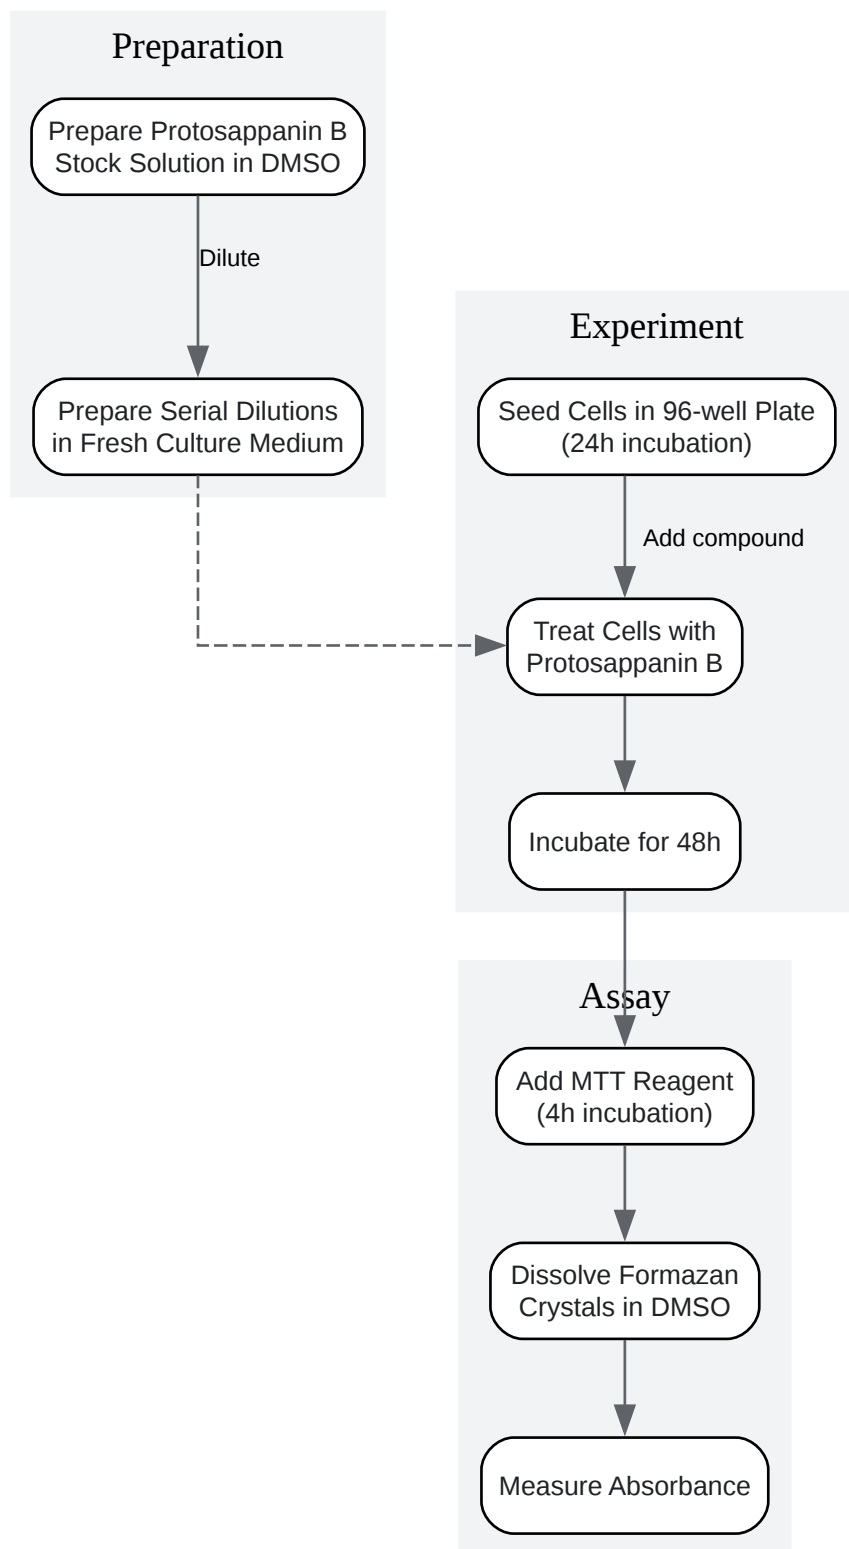 Preparation
Prepare Protosappanin B
Stock Solution in DMSO
Dilute
Prepare Serial Dilutions
in Fresh Culture Medium
Experiment
Seed Cells in 96-well Plate
(24h incubation)
Add compound
Treat Cells with
Protosappanin B
Incubate for 48h
Assay
Add MTT Reagent
(4h incubation)
Dissolve Formazan
Crystals in DMSO
Measure Absorbance